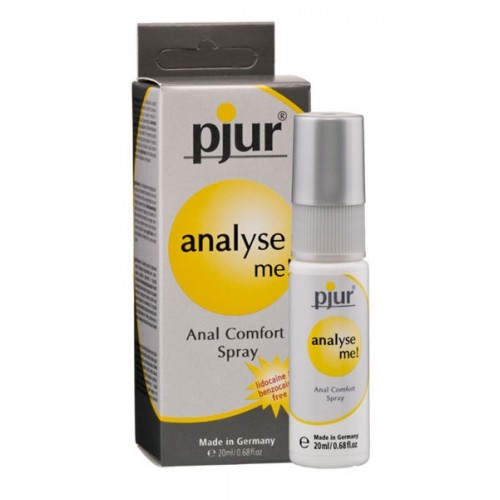 pjur®
analyse
me!
Anal Comfort
Spray
lidocaine &
benzocaine
free
Made in Germany
℮ 20ml/0.68fl.oz
pjur®
analyse
me!
Anal Comfort
Spray
Made in Germany
℮ 20ml/0.68fl.oz